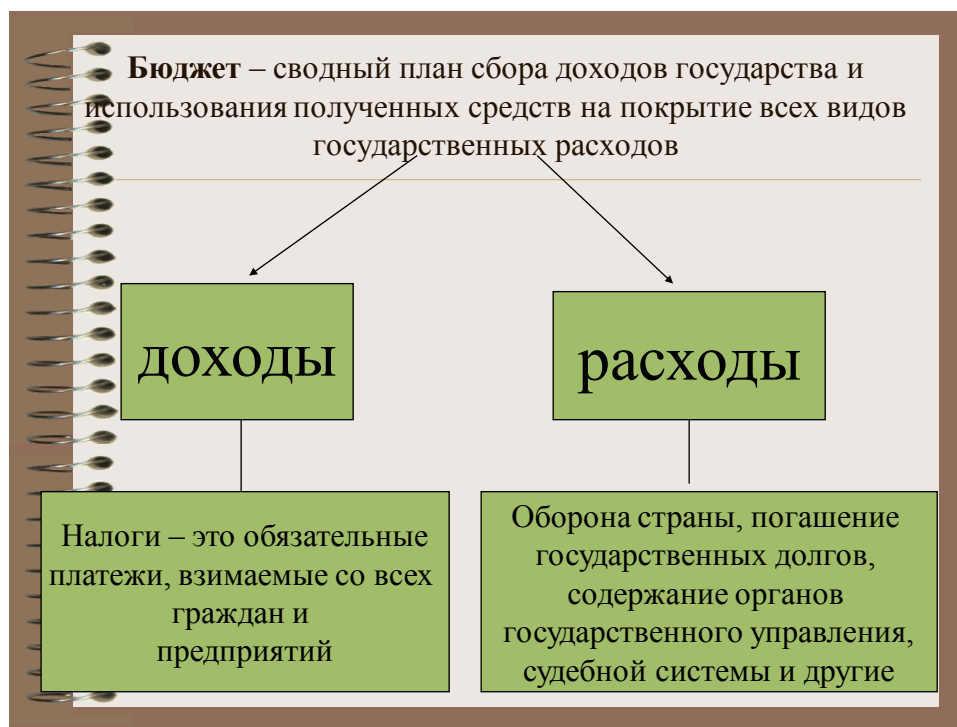 Бюджет – сводный план сбора доходов государства и
использования полученных средств на покрытие всех видов
государственных расходов
доходы
расходы
Налоги – это обязательные
платежи, взимаемые со всех
граждан и
предприятий
Оборона страны, погашение
государственных долгов,
содержание органов
государственного управления,
судебной системы и другие